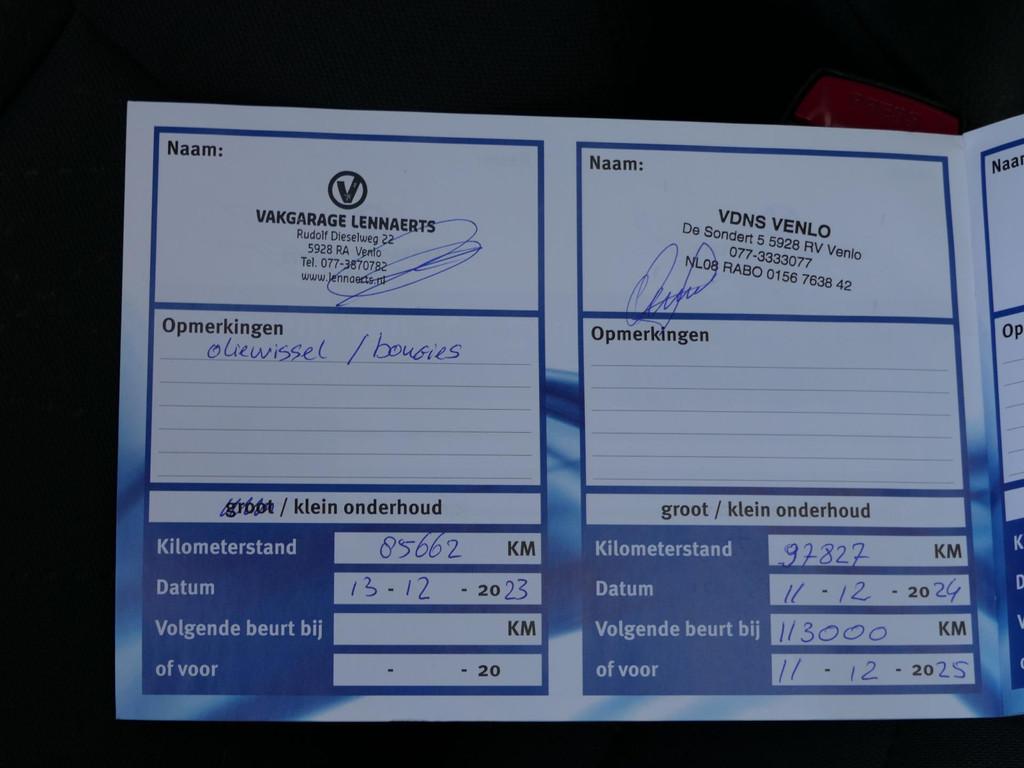 Naam:
V
VAKGARAGE LENNAERTS
Rudolf Dieselweg 22
5928 RA Venlo
Tel. 077-3870782
www.lennaerts.nl
Opmerkingen
oliewissel / bougies
groot / klein onderhoud
Kilometerstand 85662 KM
Datum 13 - 12 - 2023
Volgende beurt bij KM
of voor - - 20
Naam:
VDNS VENLO
De Sondert 5 5928 RV Venlo
077-3333077
NL08 RABO 0156 7638 42
Opmerkingen
groot / klein onderhoud
Kilometerstand 97827 KM
Datum 11 - 12 - 2024
Volgende beurt bij 113000 KM
of voor 11 - 12 - 2025
Naar
Op
K
D
V